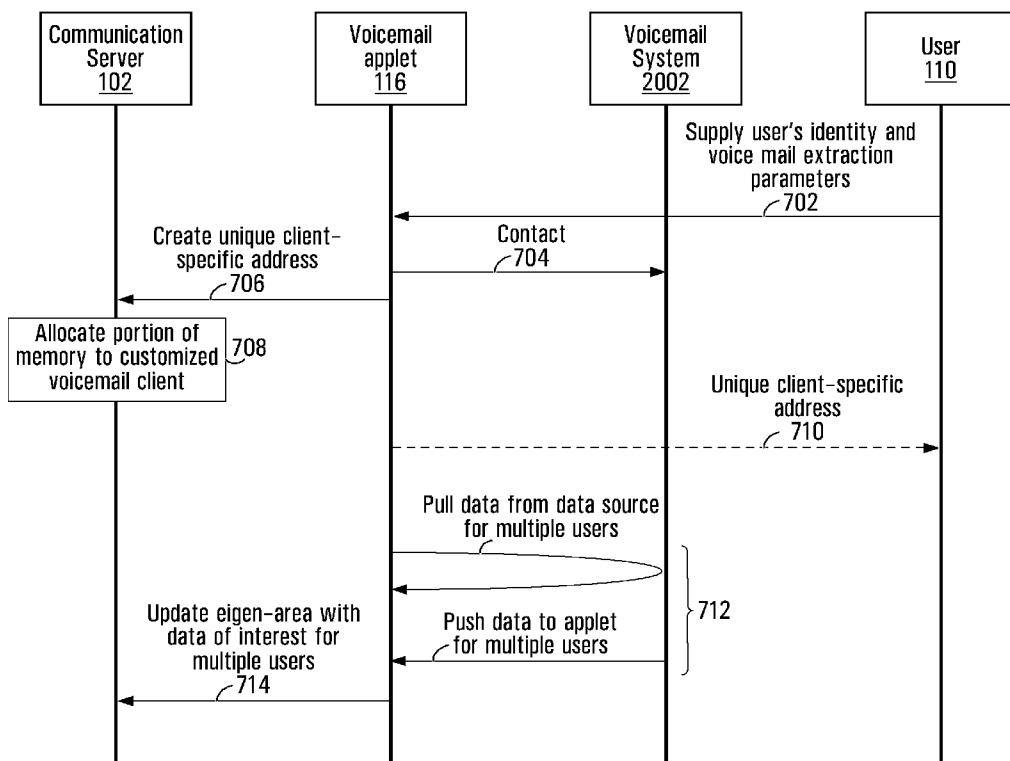 Communication
Server
102
Voicemail
applet
116
Voicemail
System
2002
User
110
Supply user's identity and
voice mail extraction
parameters
702
Contact
704
Create unique client-
specific address
706
Allocate portion of
memory to customized
voicemail client
708
Unique client-specific
address
710
Pull data from data source
for multiple users
712
Push data to applet
for multiple users
Update eigen-area with
data of interest for
multiple users
714